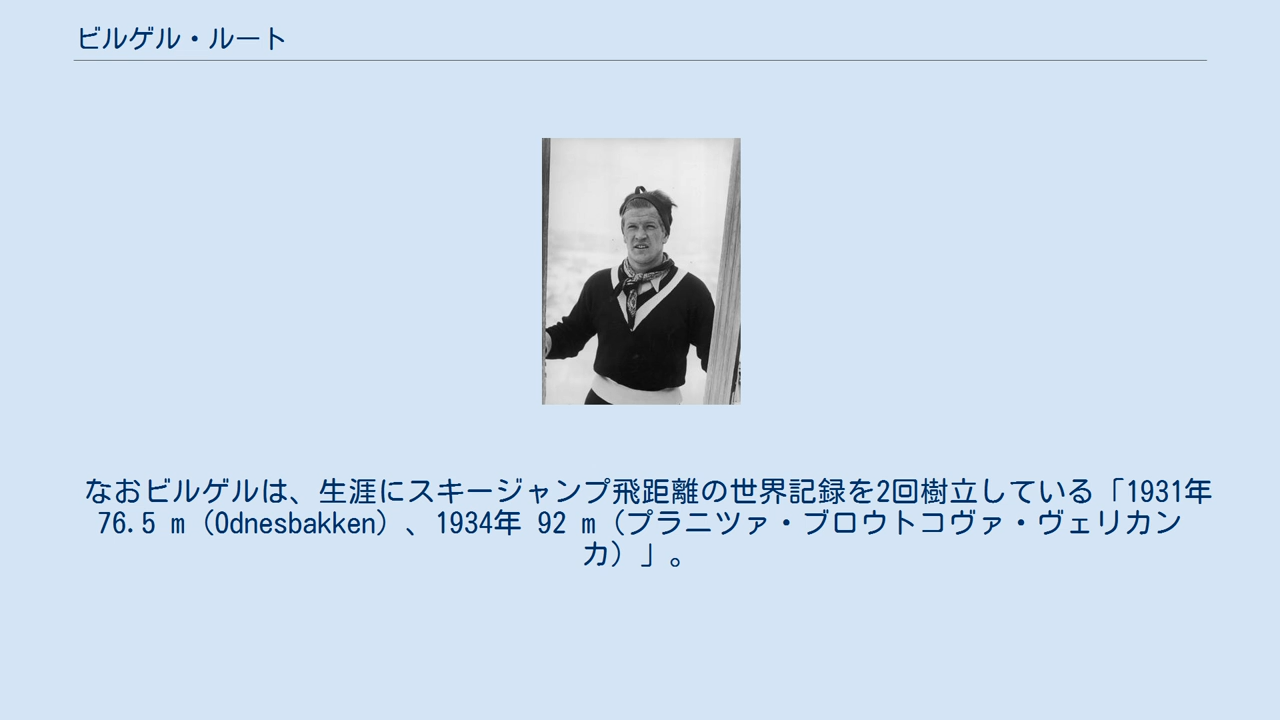 ビルゲル・ルート
なおビルゲルは、生涯にスキージャンプ飛距離の世界記録を2回樹立している「1931年
76.5 m（Odnesbakken）、1934年 92 m（プラニツァ・ブロウトコヴァ・ヴェリカン
カ）」。